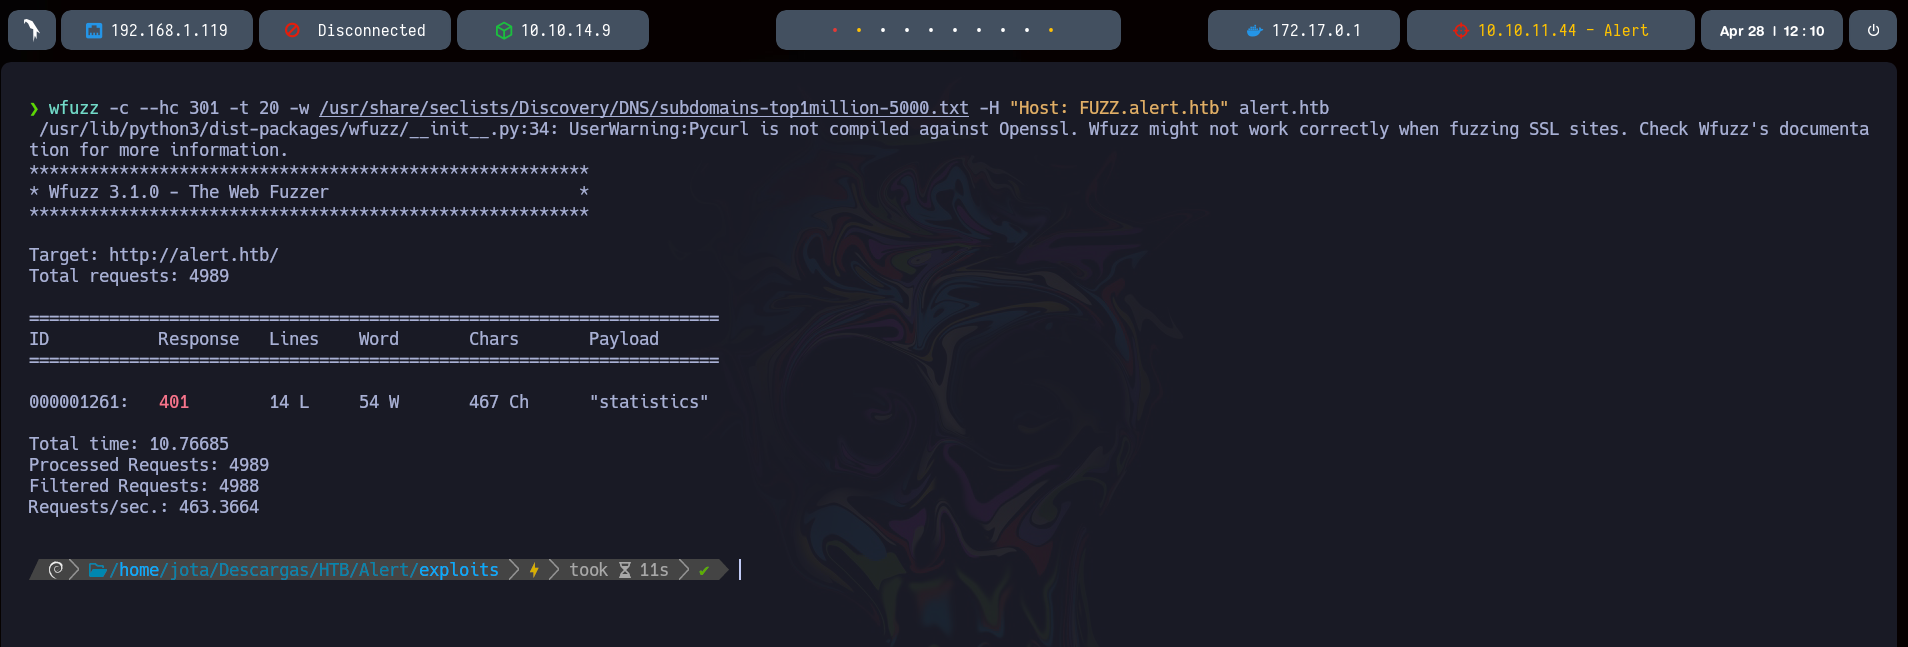 192.168.1.119 Disconnected 10.10.14.9 172.17.0.1 10.10.11.44 - Alert Apr 28 | 12:10
❯ wfuzz -c --hc 301 -t 20 -w /usr/share/seclists/Discovery/DNS/subdomains-top1million-5000.txt -H "Host: FUZZ.alert.htb" alert.htb
/usr/lib/python3/dist-packages/wfuzz/__init__.py:34: UserWarning:Pycurl is not compiled against Openssl. Wfuzz might not work correctly when fuzzing SSL sites. Check Wfuzz's documenta
tion for more information.
********************************************************
* Wfuzz 3.1.0 - The Web Fuzzer                         *
********************************************************
Target: http://alert.htb/
Total requests: 4989
=====================================================================
ID           Response   Lines    Word       Chars       Payload
=====================================================================
000001261:   401        14 L     54 W       467 Ch      "statistics"
Total time: 10.76685
Processed Requests: 4989
Filtered Requests: 4988
Requests/sec.: 463.3664
/home/jota/Descargas/HTB/Alert/exploits took 11s ✔